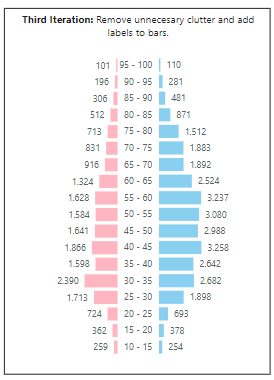 Third Iteration: Remove unnecesary clutter and add
labels to bars.
101 95 - 100 110
196 90 - 95 281
306 85 - 90 481
512 80 - 85 871
713 75 - 80 1.512
831 70 - 75 1.883
916 65 - 70 1.892
1.324 60 - 65 2.524
1.628 55 - 60 3.237
1.584 50 - 55 3.080
1.641 45 - 50 2.988
1.866 40 - 45 3.258
1.598 35 - 40 2.642
2.390 30 - 35 2.682
1.713 25 - 30 1.898
724 20 - 25 693
362 15 - 20 378
259 10 - 15 254